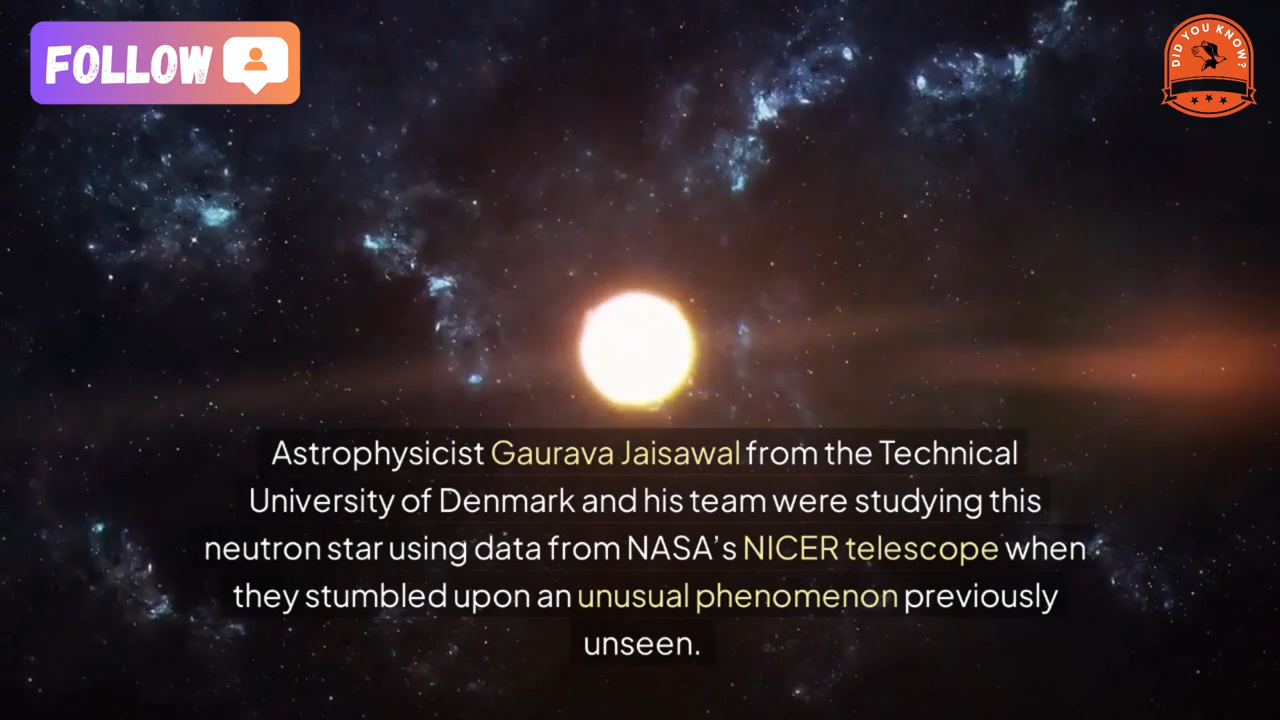 FOLLOW
DID YOU KNOW?
Astrophysicist Gaurava Jaisawal from the Technical
University of Denmark and his team were studying this
neutron star using data from NASA’s NICER telescope when
they stumbled upon an unusual phenomenon previously
unseen.